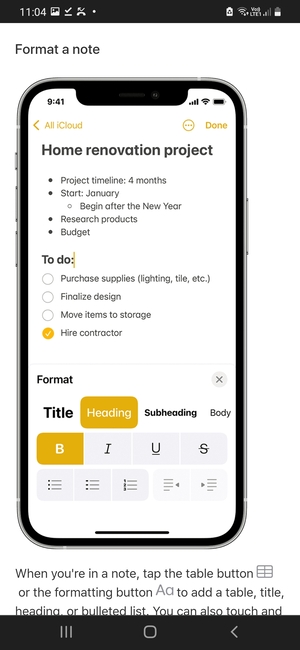 11:04
Vo)) LTE1
Format a note
9:41
All iCloud
Done
Home renovation project
Project timeline: 4 months
Start: January
Begin after the New Year
Research products
Budget
To do:
Purchase supplies (lighting, tile, etc.)
Finalize design
Move items to storage
Hire contractor
Format
Title Heading Subheading Body
B I U S
When you're in a note, tap the table button
or the formatting button Aa to add a table, title,
heading, or bulleted list. You can also touch and